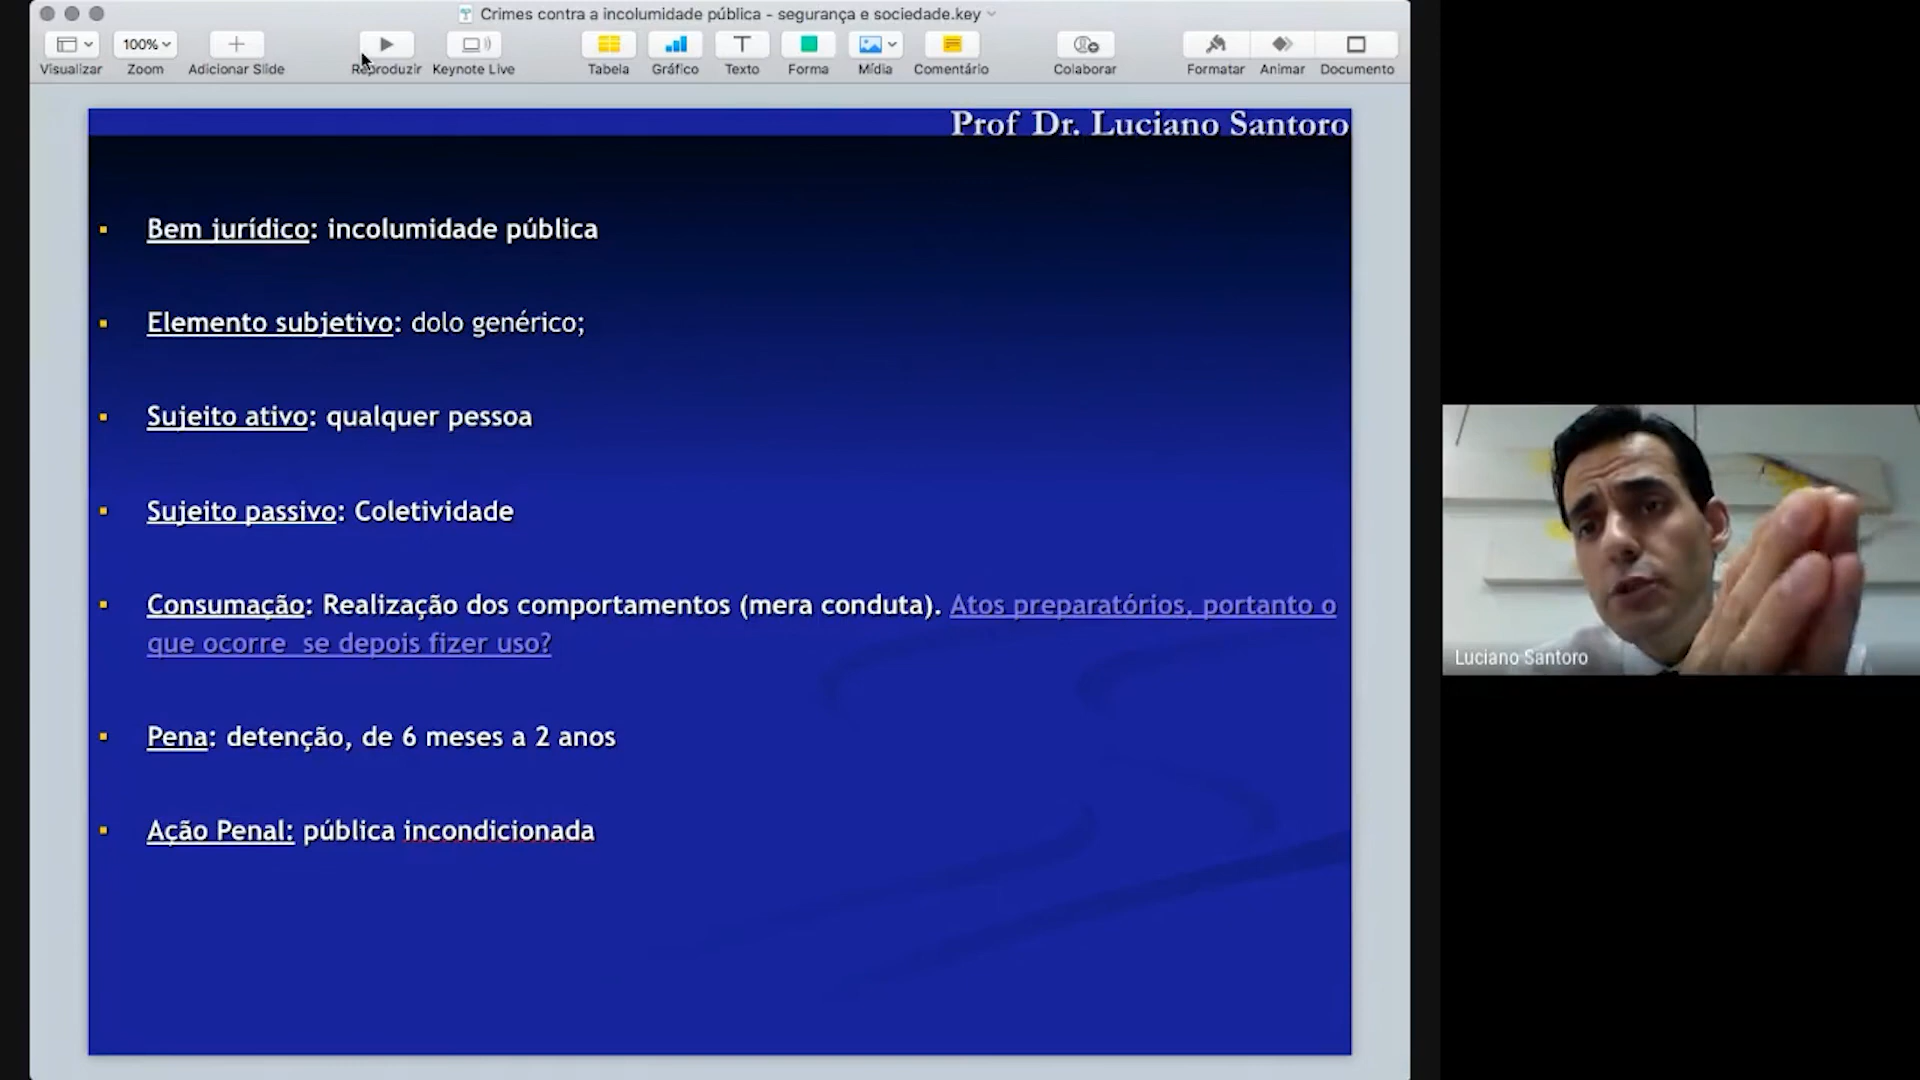 Crimes contra a incolumidade pública - segurança e sociedade.key
100%
Visualizar Zoom Adicionar Slide Reproduzir Keynote Live Tabela Gráfico Texto Forma Mídia Comentário Colaborar Formatar Animar Documento
Prof Dr. Luciano Santoro
Bem jurídico: incolumidade pública
Elemento subjetivo: dolo genérico;
Sujeito ativo: qualquer pessoa
Sujeito passivo: Coletividade
Consumação: Realização dos comportamentos (mera conduta). Atos preparatórios, portanto o
que ocorre se depois fizer uso?
Pena: detenção, de 6 meses a 2 anos
Ação Penal: pública incondicionada
Luciano Santoro